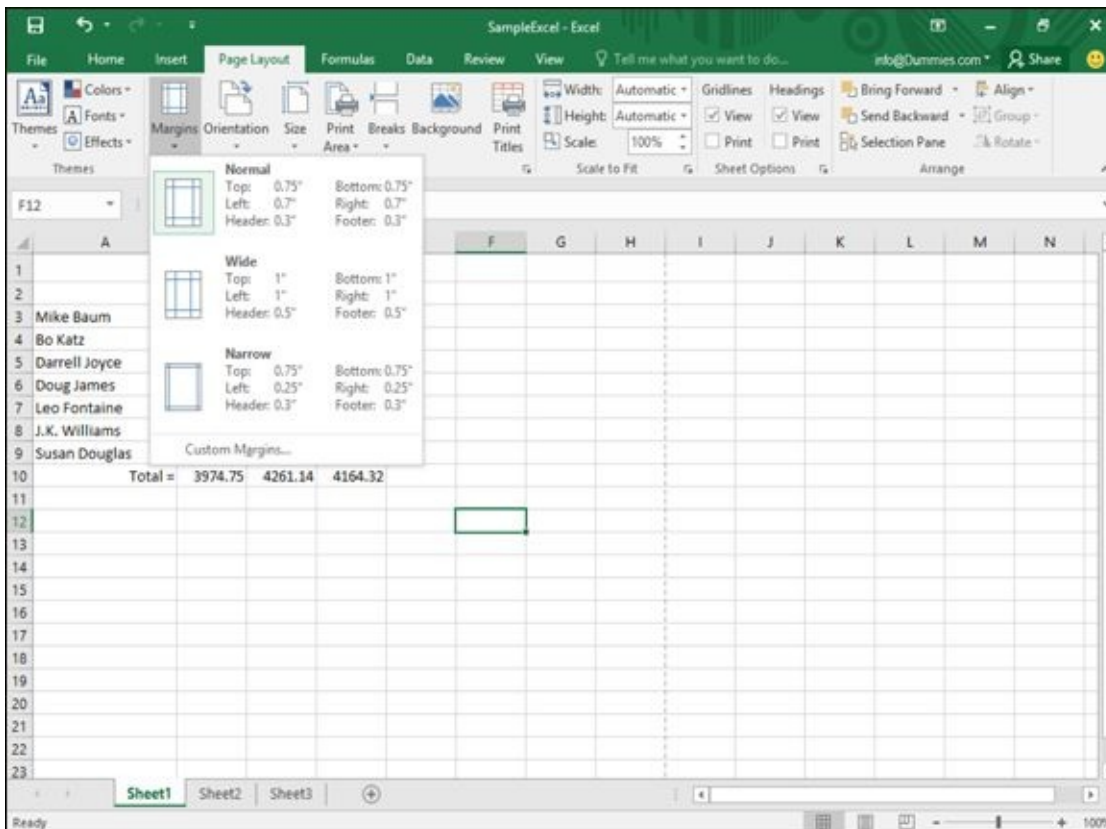 SampleExcel - Excel
File Home Insert Page Layout Formulas Data Review View Tell me what you want to do... info@Dummies.com Share
Themes
Colors
Fonts
Effects
Margins Orientation Size Print Area Breaks Background Print Titles
Width: Automatic
Height: Automatic
Scale: 100%
Gridlines Headings
View View
Print Print
Bring Forward
Send Backward
Selection Pane
Align
Group
Rotate
Themes Scale to Fit Sheet Options Arrange
F12
Normal
Top: 0.75" Bottom: 0.75"
Left: 0.7" Right: 0.7"
Header: 0.3" Footer: 0.3"
Wide
Top: 1" Bottom: 1"
Left: 1" Right: 1"
Header: 0.5" Footer: 0.5"
Narrow
Top: 0.75" Bottom: 0.75"
Left: 0.25" Right: 0.25"
Header: 0.3" Footer: 0.3"
Custom Margins...
A F G H I J K L M N
1
2
3 Mike Baum
4 Bo Katz
5 Darrell Joyce
6 Doug James
7 Leo Fontaine
8 J.K. Williams
9 Susan Douglas
10 Total = 3974.75 4261.14 4164.32
11
12
13
14
15
16
17
18
19
20
21
22
23
Sheet1 Sheet2 Sheet3
Ready 100%